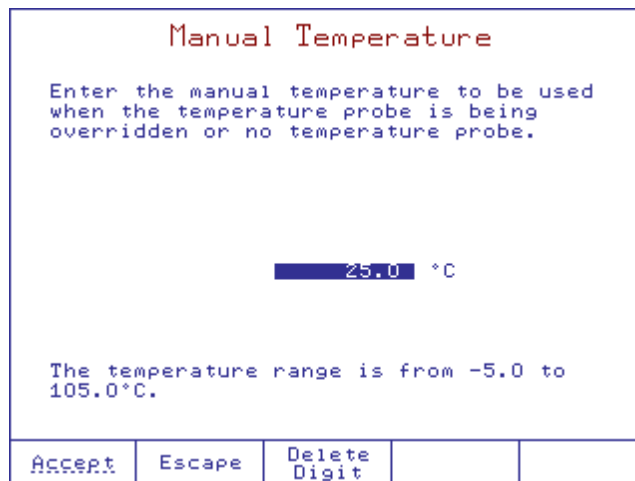 Manual Temperature
Enter the manual temperature to be used
when the temperature probe is being
overridden or no temperature probe.
25.0 °C
The temperature range is from -5.0 to
105.0°C.
Accept Escape Delete
Digit